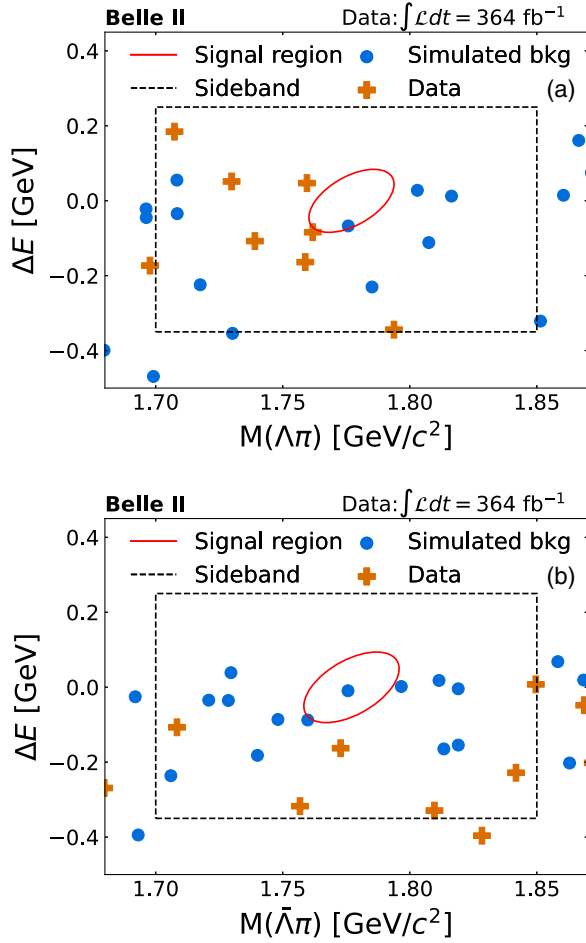 Belle II Data:∫ℒdt = 364 fb⁻¹
Signal region Simulated bkg
Sideband Data (a)
0.4
0.2
0.0
−0.2
−0.4
ΔE [GeV]
1.70 1.75 1.80 1.85
M(Λπ) [GeV/c²]
Belle II Data:∫ℒdt = 364 fb⁻¹
Signal region Simulated bkg
Sideband Data (b)
0.4
0.2
0.0
−0.2
−0.4
ΔE [GeV]
1.70 1.75 1.80 1.85
M(Λ̄π) [GeV/c²]